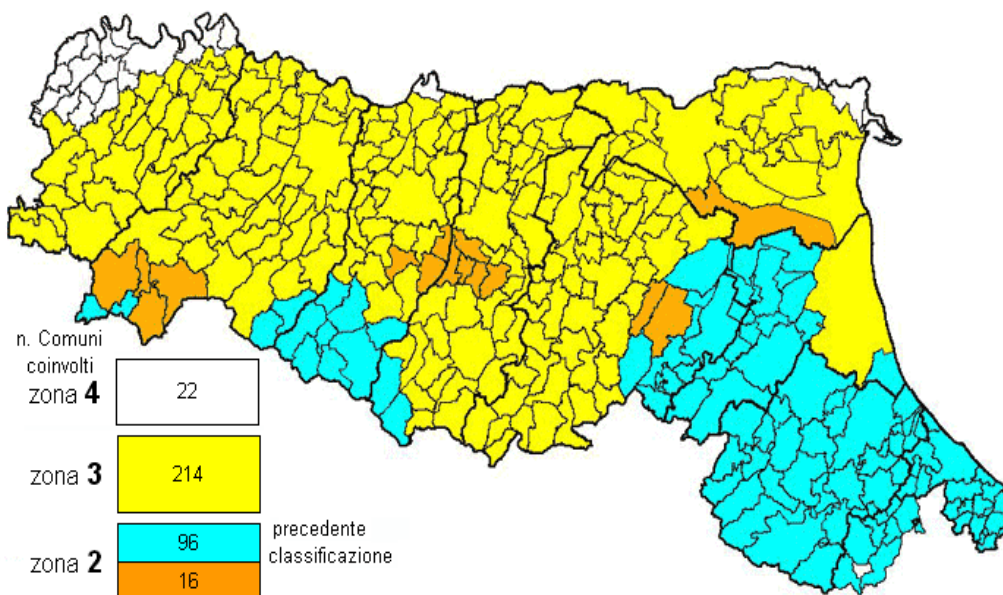 n. Comuni
coinvolti
zona 4
22
zona 3
214
zona 2
96
precedente
classificazione
16